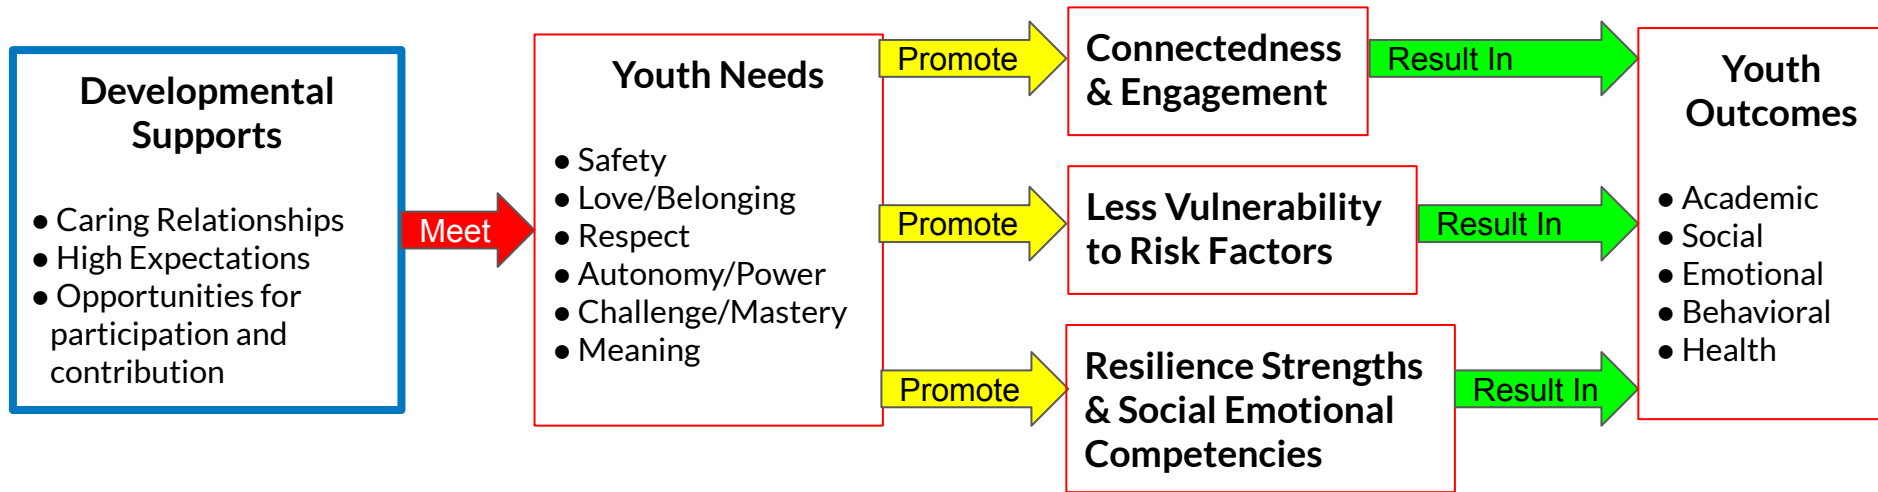 Developmental
Supports
● Caring Relationships
● High Expectations
● Opportunities for
participation and
contribution
Meet
Youth Needs
● Safety
● Love/Belonging
● Respect
● Autonomy/Power
● Challenge/Mastery
● Meaning
Promote
Connectedness
& Engagement
Result In
Promote
Less Vulnerability
to Risk Factors
Result In
Promote
Resilience Strengths
& Social Emotional
Competencies
Result In
Youth
Outcomes
● Academic
● Social
● Emotional
● Behavioral
● Health